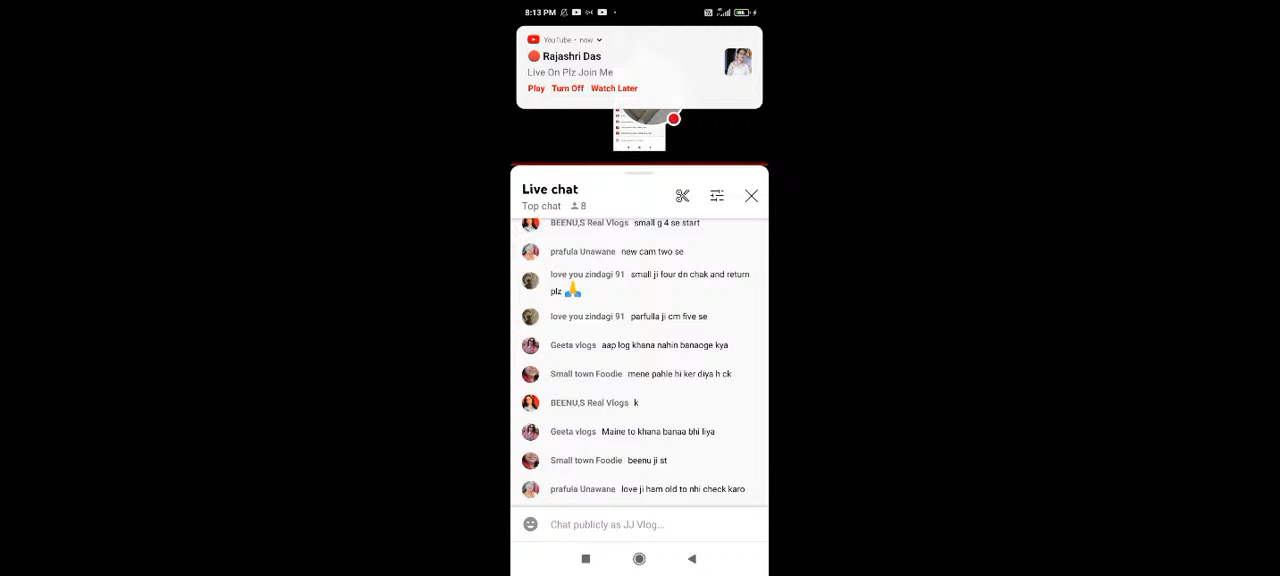 8:13 PM
YouTube • now
Rajashri Das
Live On Plz Join Me
Play Turn Off Watch Later
Live chat
Top chat 8
BEENU,S Real Vlogs small g 4 se start
prafula Unawane new cam two se
love you zindagi 91 small ji four dn chak and return
plz 🙏
love you zindagi 91 parfulla ji cm five se
Geeta vlogs aap log khana nahin banaoge kya
Small town Foodie mene pahle hi ker diya h ck
BEENU,S Real Vlogs k
Geeta vlogs Maine to khana banaa bhi liya
Small town Foodie beenu ji st
prafula Unawane love ji ham old to nhi check karo
Chat publicly as JJ Vlog...